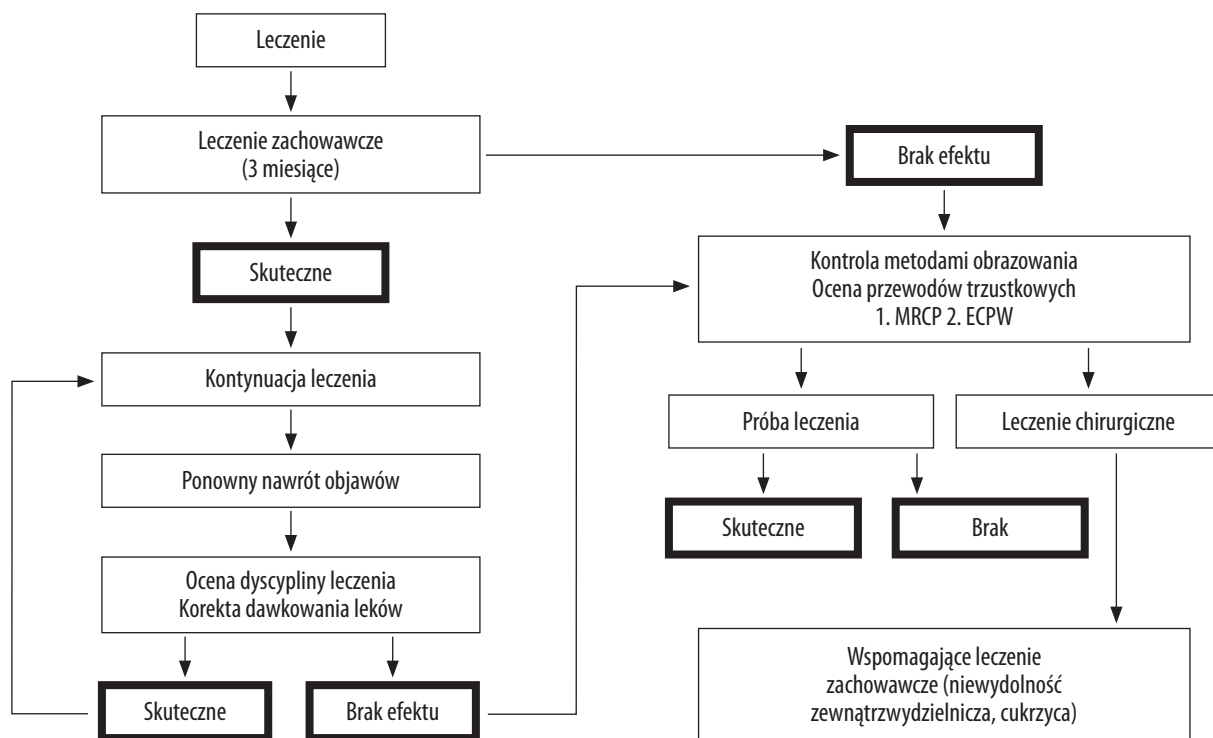 Leczenie
Leczenie zachowawcze
(3 miesiące)
Skuteczne
Kontynuacja leczenia
Ponowny nawrót objawów
Ocena dyscypliny leczenia
Korekta dawkowania leków
Skuteczne
Brak efektu
Brak efektu
Kontrola metodami obrazowania
Ocena przewodów trzustkowych
1. MRCP 2. ECPW
Próba leczenia
Leczenie chirurgiczne
Skuteczne
Brak
Wspomagające leczenie
zachowawcze (niewydolność
zewnątrzwydzielnicza, cukrzyca)